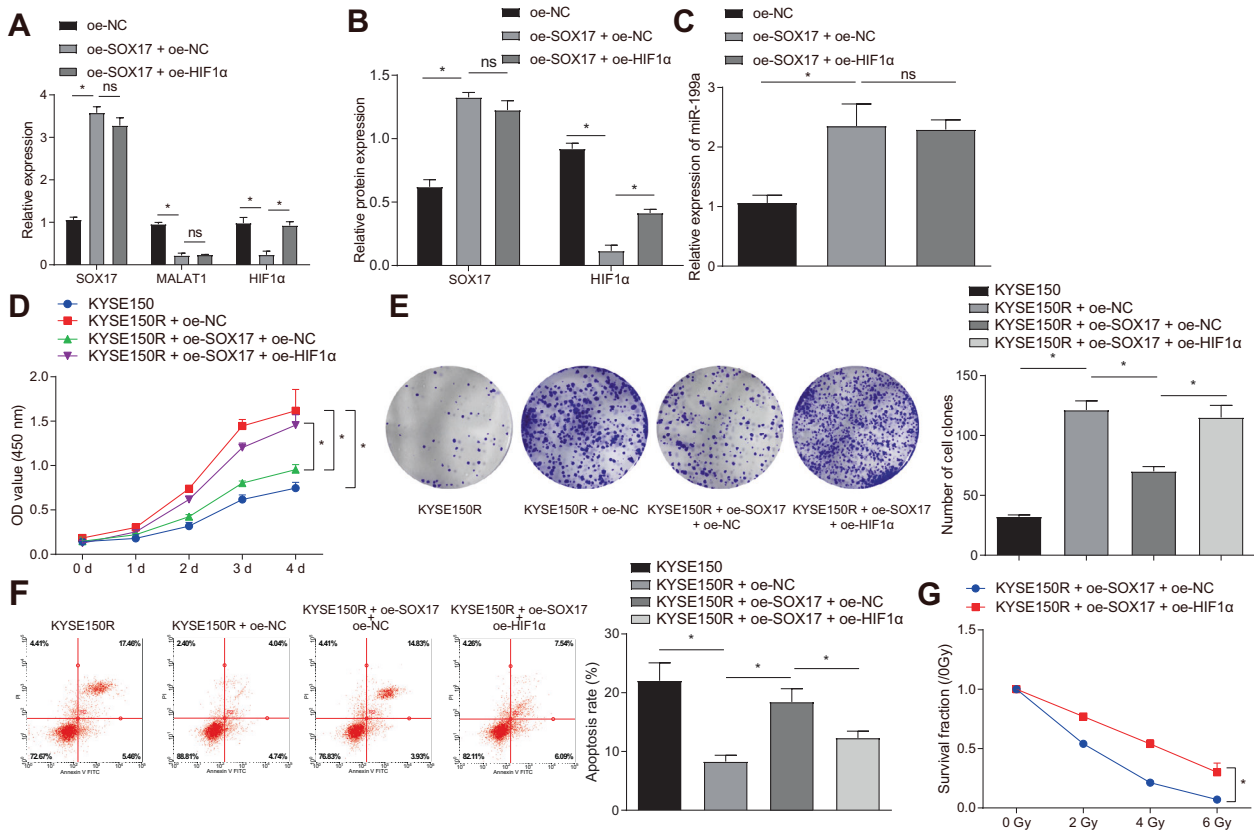 A
oe-NC
oe-SOX17 + oe-NC
oe-SOX17 + oe-HIF1α
Relative expression
4
3
2
1
0
*
ns
*
ns
*
*
SOX17
MALAT1
HIF1α
B
oe-NC
oe-SOX17 + oe-NC
oe-SOX17 + oe-HIF1α
Relative protein expression
1.5
1.0
0.5
0.0
*
ns
*
*
SOX17
HIF1α
C
oe-NC
oe-SOX17 + oe-NC
oe-SOX17 + oe-HIF1α
Relative expression of miR-199a
3
2
1
0
*
ns
D
KYSE150
KYSE150R + oe-NC
KYSE150R + oe-SOX17 + oe-NC
KYSE150R + oe-SOX17 + oe-HIF1α
OD value (450 nm)
2.0
1.5
1.0
0.5
0.0
0 d
1 d
2 d
3 d
4 d
*
*
*
E
KYSE150R
KYSE150R + oe-NC
KYSE150R + oe-SOX17
+ oe-NC
KYSE150R + oe-SOX17
+ oe-HIF1α
KYSE150
KYSE150R + oe-NC
KYSE150R + oe-SOX17 + oe-NC
KYSE150R + oe-SOX17 + oe-HIF1α
Number of cell clones
150
100
50
0
*
*
*
F
KYSE150R
4.41%
17.46%
72.67%
5.46%
PI
Annexin V FITC
KYSE150R + oe-NC
2.40%
4.04%
88.81%
4.74%
PI
Annexin V FITC
KYSE150R + oe-SOX17
+
oe-NC
4.41%
14.83%
76.83%
3.93%
PI
Annexin V FITC
KYSE150R + oe-SOX17
+
oe-HIF1α
4.26%
7.54%
82.11%
6.09%
PI
Annexin V FITC
KYSE150
KYSE150R + oe-NC
KYSE150R + oe-SOX17 + oe-NC
KYSE150R + oe-SOX17 + oe-HIF1α
Apoptosis rate (%)
30
20
10
0
*
*
*
G
KYSE150R + oe-SOX17 + oe-NC
KYSE150R + oe-SOX17 + oe-HIF1α
Survival fraction (/0Gy)
1.5
1.0
0.5
0.0
0 Gy
2 Gy
4 Gy
6 Gy
*